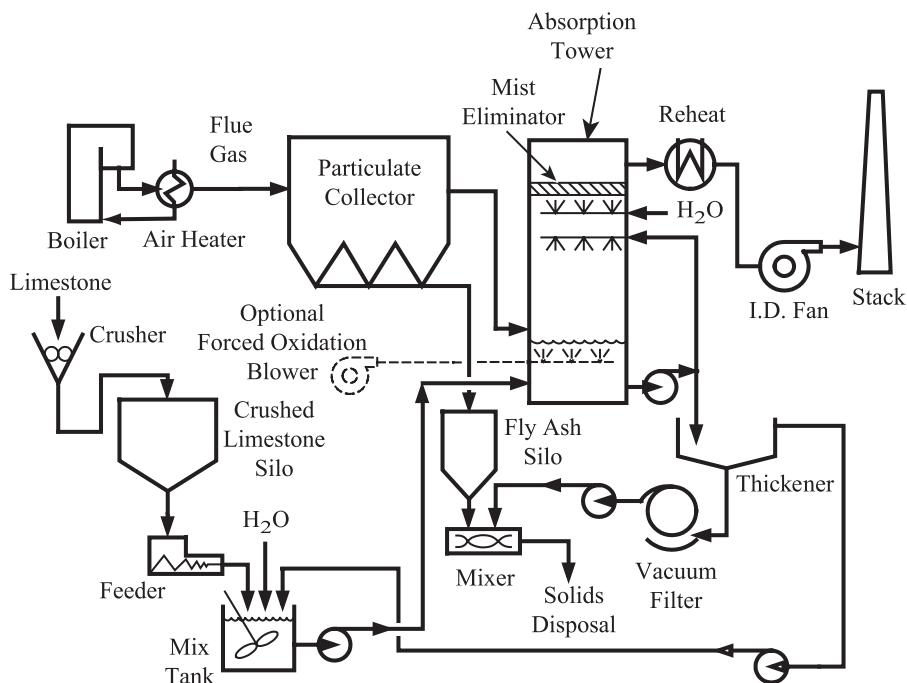 Absorption
Tower
Mist
Eliminator
Reheat
Flue
Gas
Particulate
Collector
H2O
Boiler
Air Heater
I.D. Fan
Stack
Limestone
Crusher
Optional
Forced Oxidation
Blower
Crushed
Limestone
Silo
Fly Ash
Silo
Thickener
H2O
Feeder
Mixer
Vacuum
Filter
Solids
Disposal
Mix
Tank